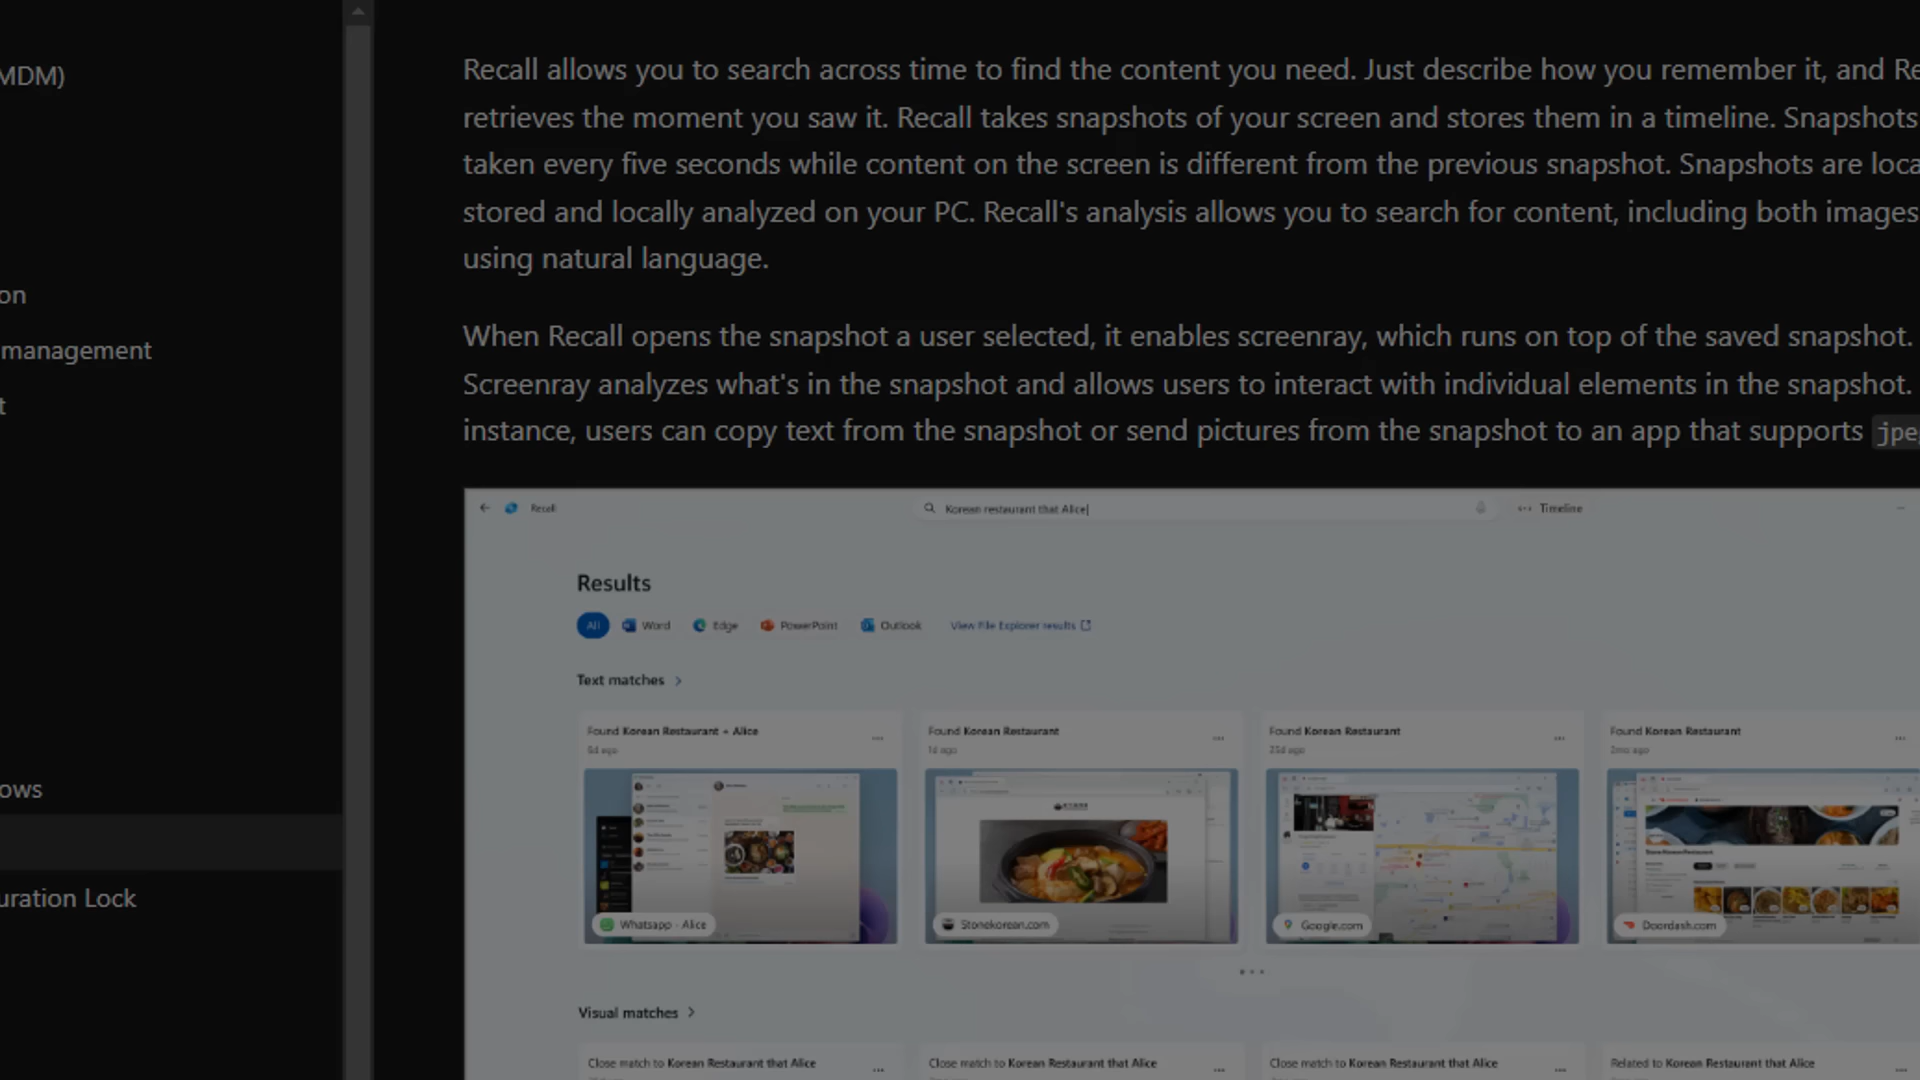 MDM)
on
management
t
ows
uration Lock
Recall allows you to search across time to find the content you need. Just describe how you remember it, and Re
retrieves the moment you saw it. Recall takes snapshots of your screen and stores them in a timeline. Snapshots
taken every five seconds while content on the screen is different from the previous snapshot. Snapshots are loca
stored and locally analyzed on your PC. Recall's analysis allows you to search for content, including both images
using natural language.
When Recall opens the snapshot a user selected, it enables screenray, which runs on top of the saved snapshot.
Screenray analyzes what's in the snapshot and allows users to interact with individual elements in the snapshot.
instance, users can copy text from the snapshot or send pictures from the snapshot to an app that supports jpeg
Recall Korean restaurant that Alice Timeline
Results
All Word Edge PowerPoint Outlook View File Explorer results
Text matches
Found Korean Restaurant + Alice Found Korean Restaurant Found Korean Restaurant Found Korean Restaurant
5d ago 1d ago 25d ago 2mo ago
Whatsapp - Alice Stonekorean.com Google.com Doordash.com
Visual matches
Close match to Korean Restaurant that Alice Close match to Korean Restaurant that Alice Close match to Korean Restaurant that Alice Related to Korean Restaurent that Alice